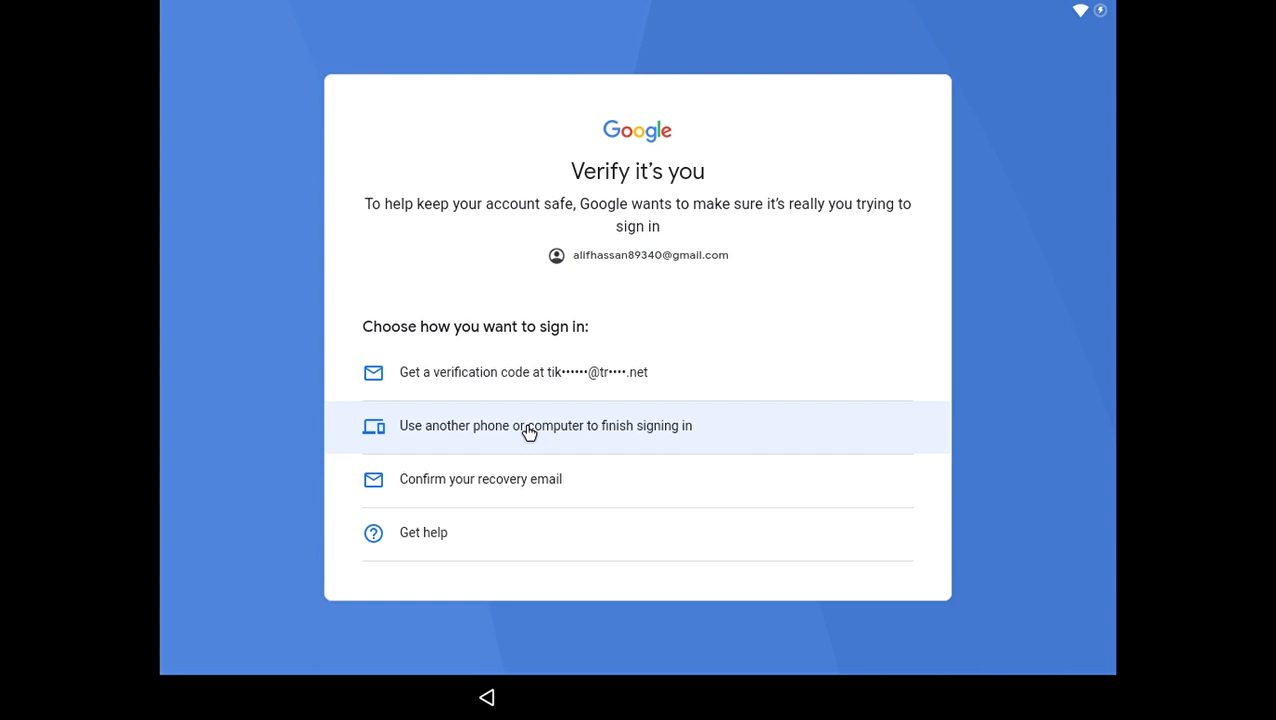 Google
Verify it’s you
To help keep your account safe, Google wants to make sure it’s really you trying to
sign in
alifhassan89340@gmail.com
Choose how you want to sign in:
Get a verification code at tik••••••@tr••••.net
Use another phone or computer to finish signing in
Confirm your recovery email
Get help